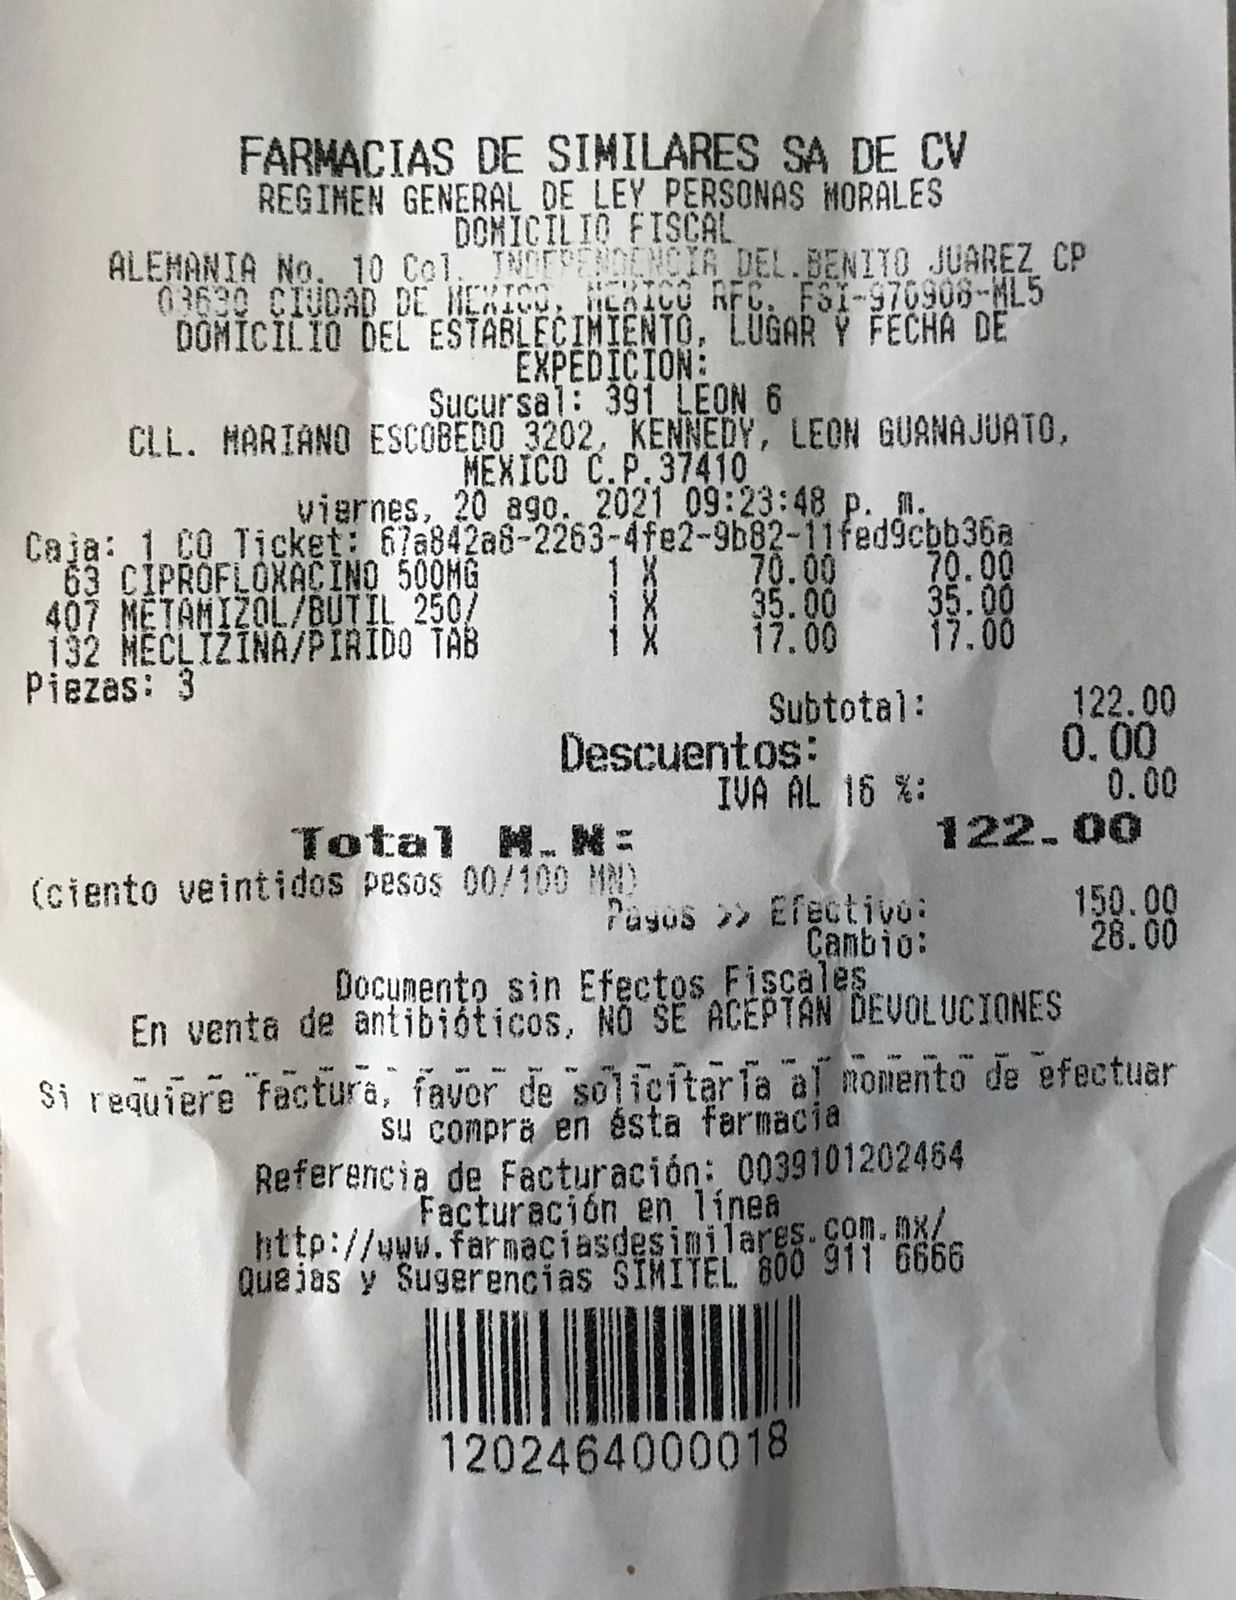 FARMACIAS DE SIMILARES SA DE CV
REGIMEN GENERAL DE LEY PERSONAS MORALES
DOMICILIO FISCAL
ALEMANIA No. 10 Col. INDEPENDENCIA DEL.BENITO JUAREZ CP
03630 CIUDAD DE MEXICO, MEXICO RFC. FSI-970908-ML5
DOMICILIO DEL ESTABLECIMIENTO, LUGAR Y FECHA DE
EXPEDICION:
Sucursal: 391 LEON 6
CLL. MARIANO ESCOBEDO 3202, KENNEDY, LEON GUANAJUATO,
MEXICO C.P.37410
viernes, 20 ago. 2021 09:23:48 p. m.
Caja: 1 CO Ticket: 67a842a8-2263-4fe2-9b82-11fed9cbb36a
63 CIPROFLOXACINO 500MG 1 X 70.00 70.00
407 METAMIZOL/BUTIL 250/ 1 X 35.00 35.00
132 MECLIZINA/PIRIDO TAB 1 X 17.00 17.00
Piezas: 3
Subtotal: 122.00
Descuentos: 0.00
IVA AL 16 %: 0.00
Total M.N: 122.00
(ciento veintidos pesos 00/100 MN)
Pagos >> Efectivo: 150.00
Cambio: 28.00
Documento sin Efectos Fiscales
En venta de antibióticos, NO SE ACEPTAN DEVOLUCIONES
Si requiere factura, favor de solicitarla al momento de efectuar
su compra en ésta farmacia
Referencia de Facturación: 0039101202464
Facturación en línea
http://www.farmaciasdesimilares.com.mx/
Quejas y Sugerencias SIMITEL 800 911 6666
1202464000018